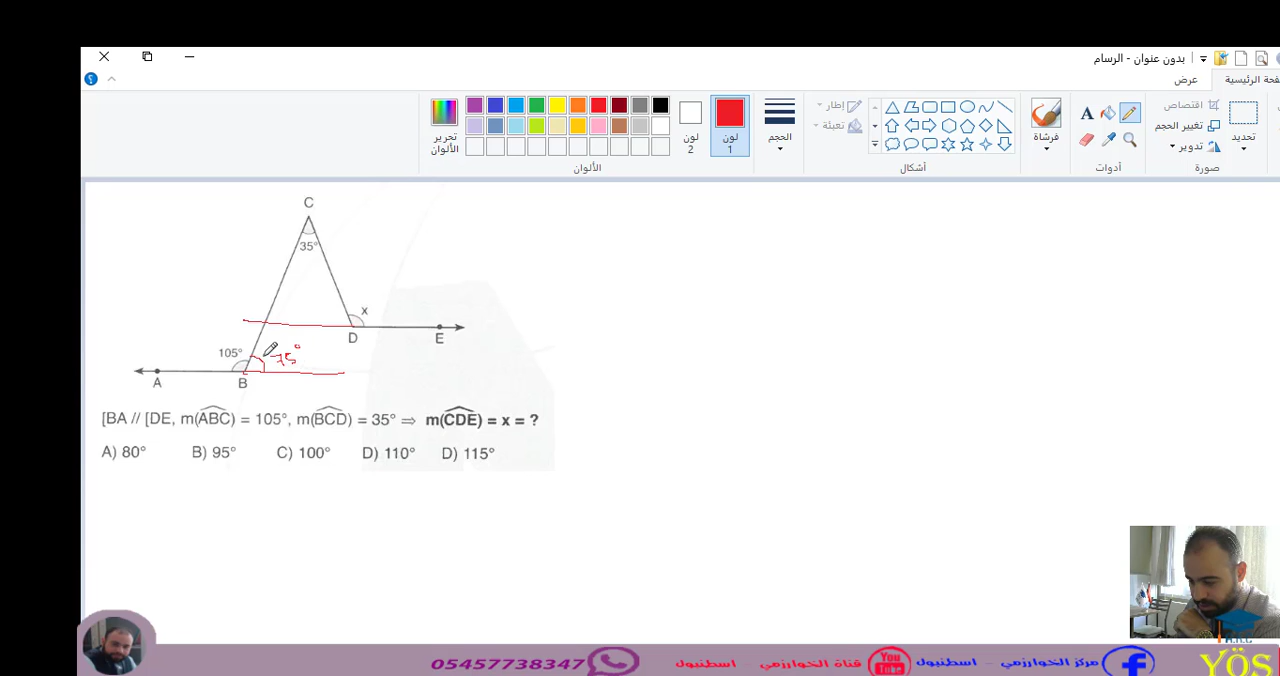 بدون عنوان - الرسام
فحة الرئيسية
عرض
اقتصاص
تغيير الحجم
تدوير
تحديد
صورة
A
أدوات
فرشاة
إطار
تعبئة
أشكال
الحجم
لون
1
لون
2
تحرير
الألوان
الألوان
C
35°
x
D
E
105°
75°
A
B
[BA // [DE, m(ABC) = 105°, m(BCD) = 35° ⇒ m(CDE) = x = ?
A) 80° B) 95° C) 100° D) 110° D) 115°
05457738347
قناة الخوارزمي - اسطنبول
You Tube
مركز الخوارزمي - اسطنبول
f
YÖS